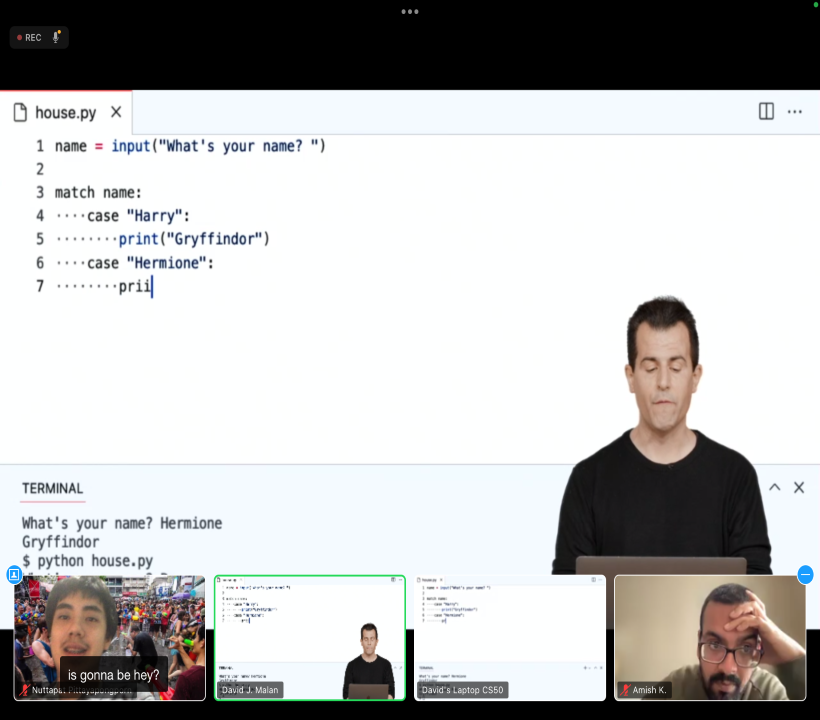 REC
house.py
1 name = input("What's your name? ")
2
3 match name:
4 ····case "Harry":
5 ········print("Gryffindor")
6 ····case "Hermione":
7 ········prii
TERMINAL
What's your name? Hermione
Gryffindor
$ python house.py
is gonna be hey?
Nuttapat Pittayapongporn
David J. Malan
David's Laptop CS50
Amish K.